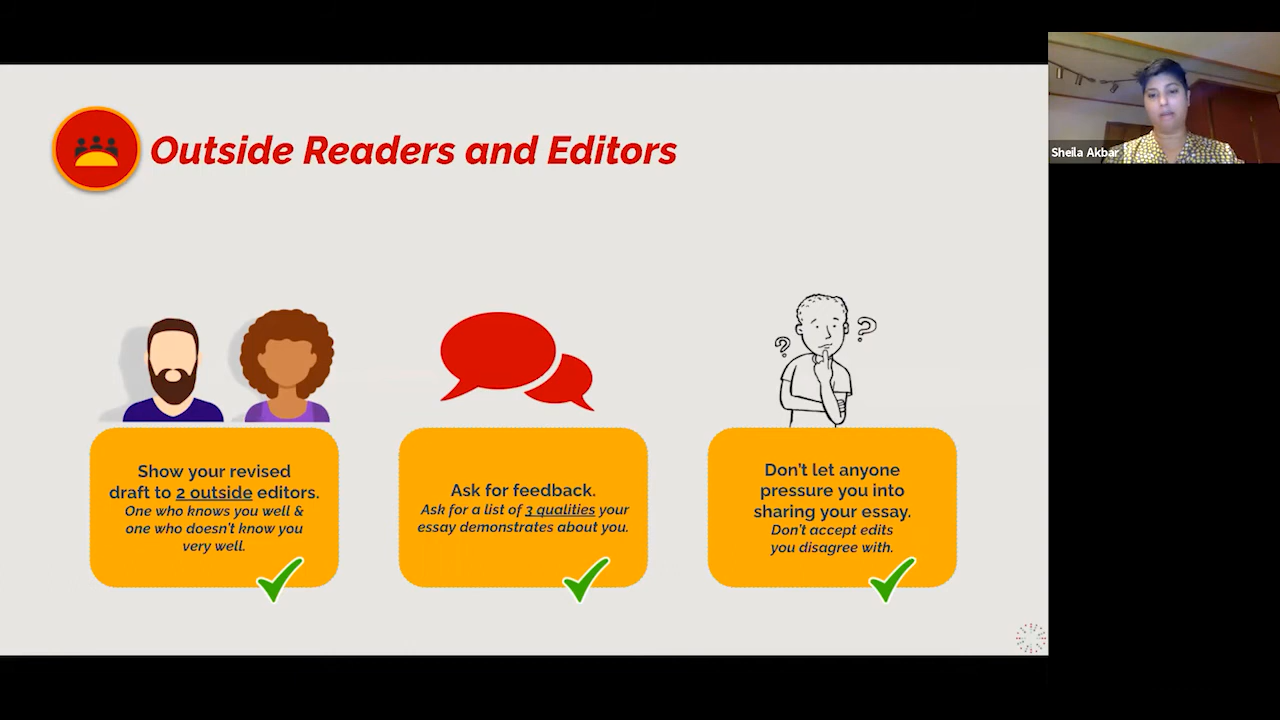 Outside Readers and Editors
Sheila Akbar
Show your revised
draft to 2 outside editors.
One who knows you well &
one who doesn't know you
very well.
Ask for feedback.
Ask for a list of 3 qualities your
essay demonstrates about you.
? ?
Don't let anyone
pressure you into
sharing your essay.
Don't accept edits
you disagree with.